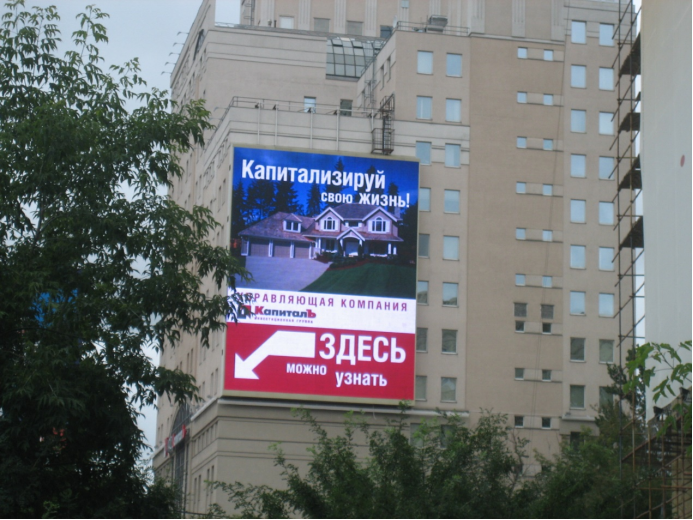 Капитализируй
свою жизнь!
УПРАВЛЯЮЩАЯ КОМПАНИЯ
КапиталЪ
ЗДЕСЬ
можно узнать